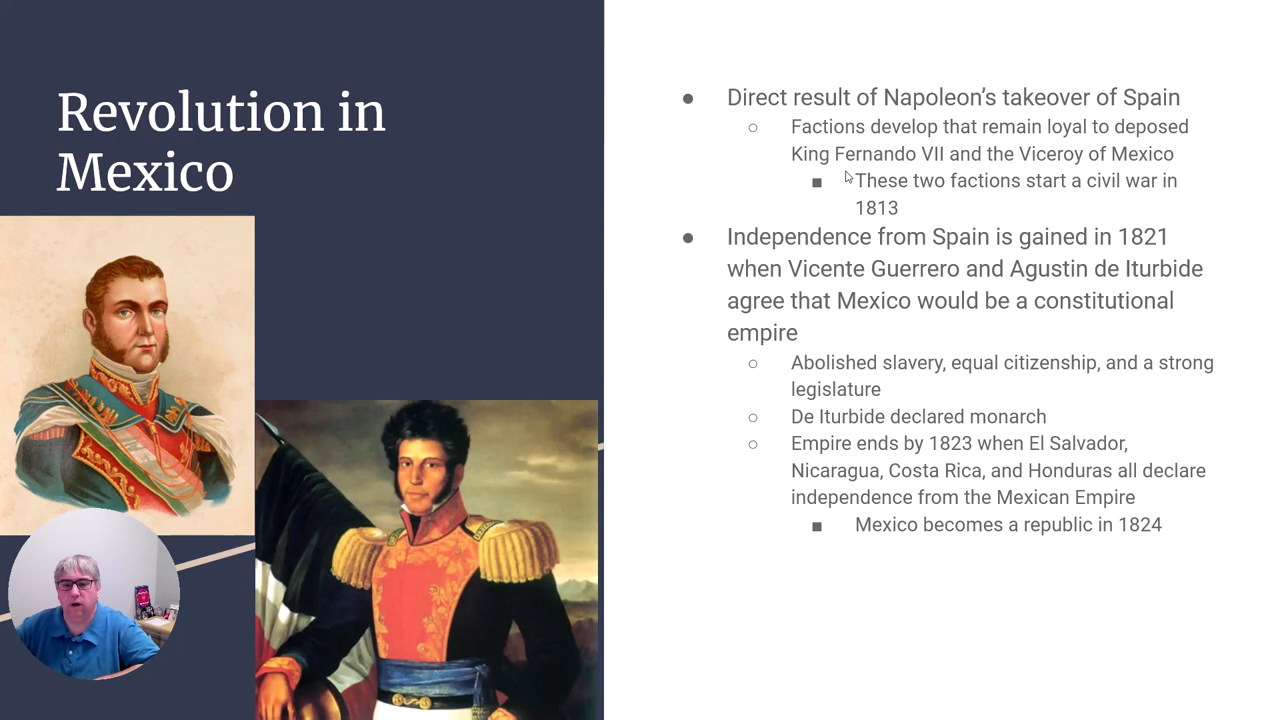 Revolution in
Mexico
● Direct result of Napoleon’s takeover of Spain
○ Factions develop that remain loyal to deposed
King Fernando VII and the Viceroy of Mexico
■ These two factions start a civil war in
1813
● Independence from Spain is gained in 1821
when Vicente Guerrero and Agustin de Iturbide
agree that Mexico would be a constitutional
empire
○ Abolished slavery, equal citizenship, and a strong
legislature
○ De Iturbide declared monarch
○ Empire ends by 1823 when El Salvador,
Nicaragua, Costa Rica, and Honduras all declare
independence from the Mexican Empire
■ Mexico becomes a republic in 1824